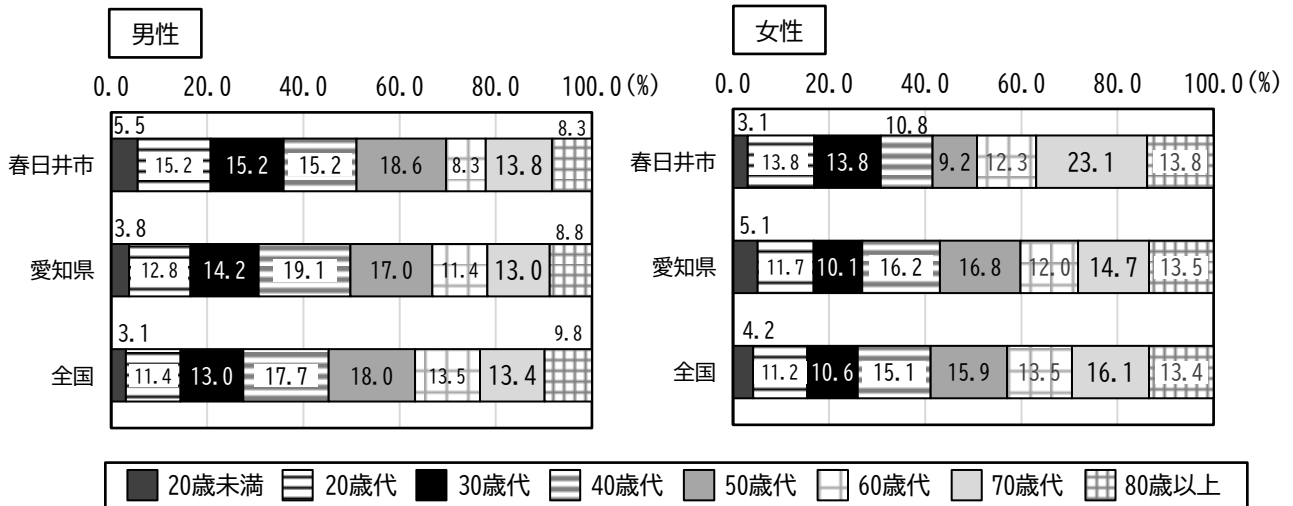 男性
0.0 20.0 40.0 60.0 80.0 100.0 (%)
5.5 8.3
春日井市 15.2 15.2 15.2 18.6 8.3 13.8
3.8 8.8
愛知県 12.8 14.2 19.1 17.0 11.4 13.0
3.1 9.8
全国 11.4 13.0 17.7 18.0 13.5 13.4
女性
0.0 20.0 40.0 60.0 80.0 100.0 (%)
3.1 10.8
春日井市 13.8 13.8 9.2 12.3 23.1 13.8
5.1
愛知県 11.7 10.1 16.2 16.8 12.0 14.7 13.5
4.2
全国 11.2 10.6 15.1 15.9 13.5 16.1 13.4
20歳未満 20歳代 30歳代 40歳代 50歳代 60歳代 70歳代 80歳以上